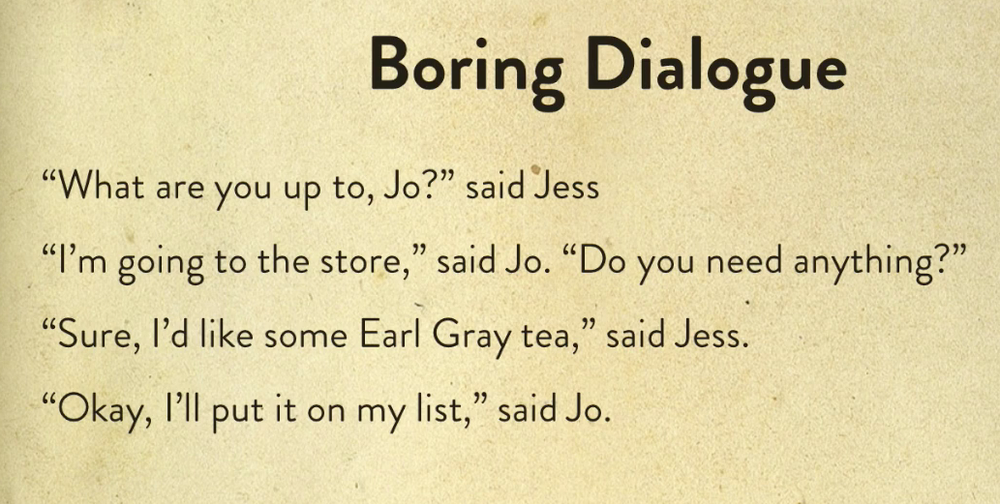 Boring Dialogue
“What are you up to, Jo?” said Jess
“I’m going to the store,” said Jo. “Do you need anything?”
“Sure, I’d like some Earl Gray tea,” said Jess.
“Okay, I’ll put it on my list,” said Jo.